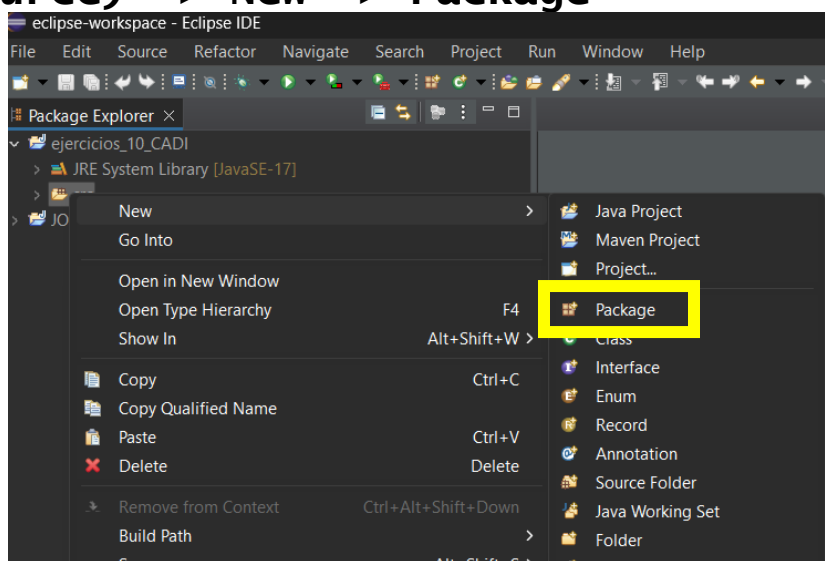 -> New -> Package
eclipse-workspace - Eclipse IDE
File Edit Source Refactor Navigate Search Project Run Window Help
Package Explorer
ejercicios_10_CADI
JRE System Library [JavaSE-17]
src
JO
New
Go Into
Open in New Window
Open Type Hierarchy F4
Show In Alt+Shift+W
Copy Ctrl+C
Copy Qualified Name
Paste Ctrl+V
Delete Delete
Remove from Context Ctrl+Alt+Shift+Down
Build Path
Java Project
Maven Project
Project...
Package
Class
Interface
Enum
Record
Annotation
Source Folder
Java Working Set
Folder